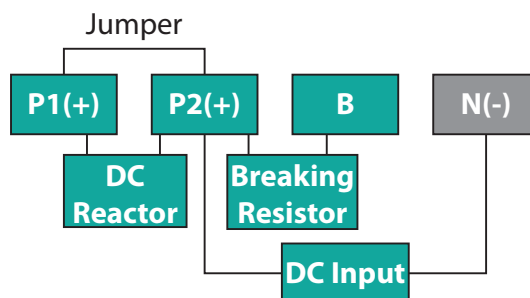 Jumper
P1(+)
P2(+)
B
N(-)
DC
Reactor
Breaking
Resistor
DC Input